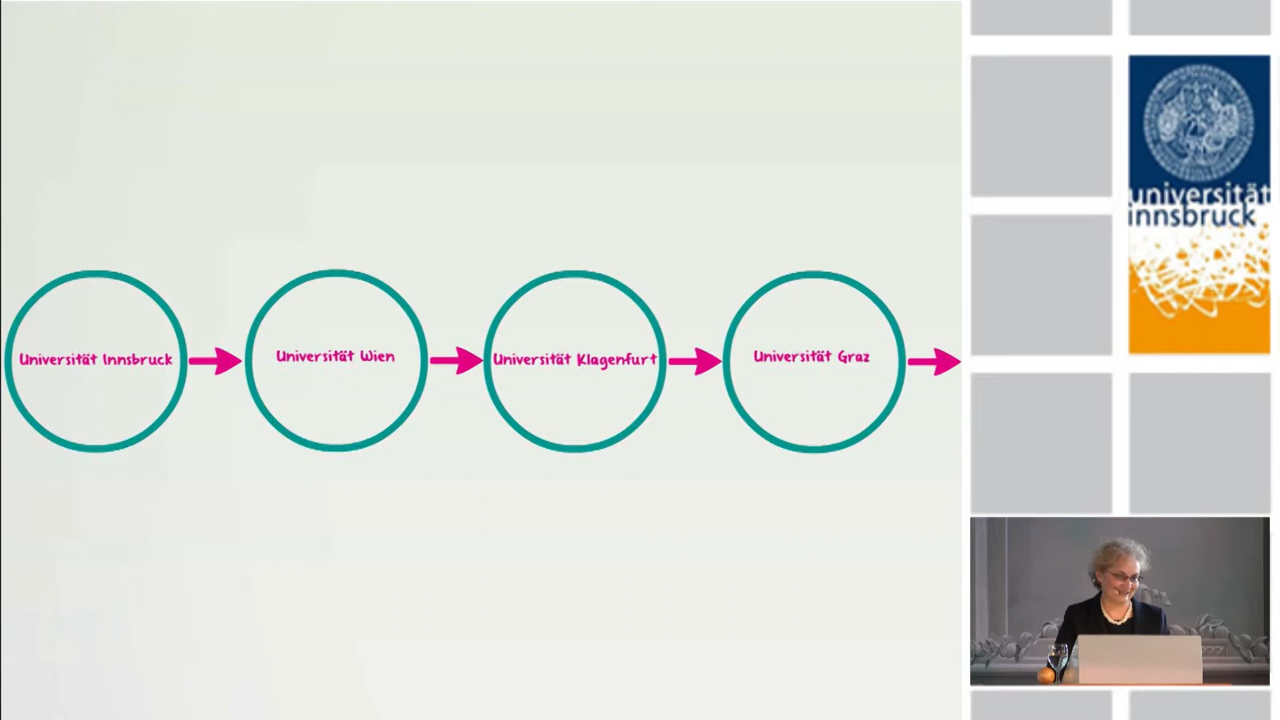 Universität Innsbruck
Universität Wien
Universität Klagenfurt
Universität Graz
universität
innsbruck